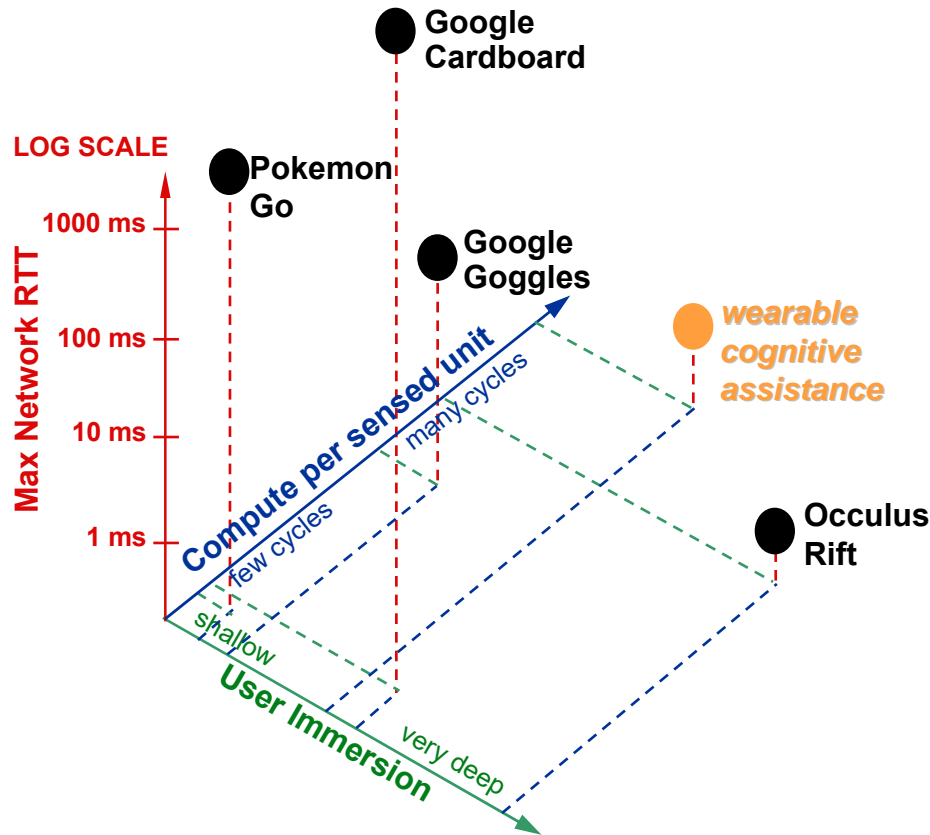 Google
Cardboard
LOG SCALE
Pokemon
Go
1000 ms
Google
Goggles
wearable
cognitive
assistance
100 ms
10 ms
1 ms
Max Network RTT
Compute per sensed unit
many cycles
few cycles
Occulus
Rift
shallow
User Immersion
very deep